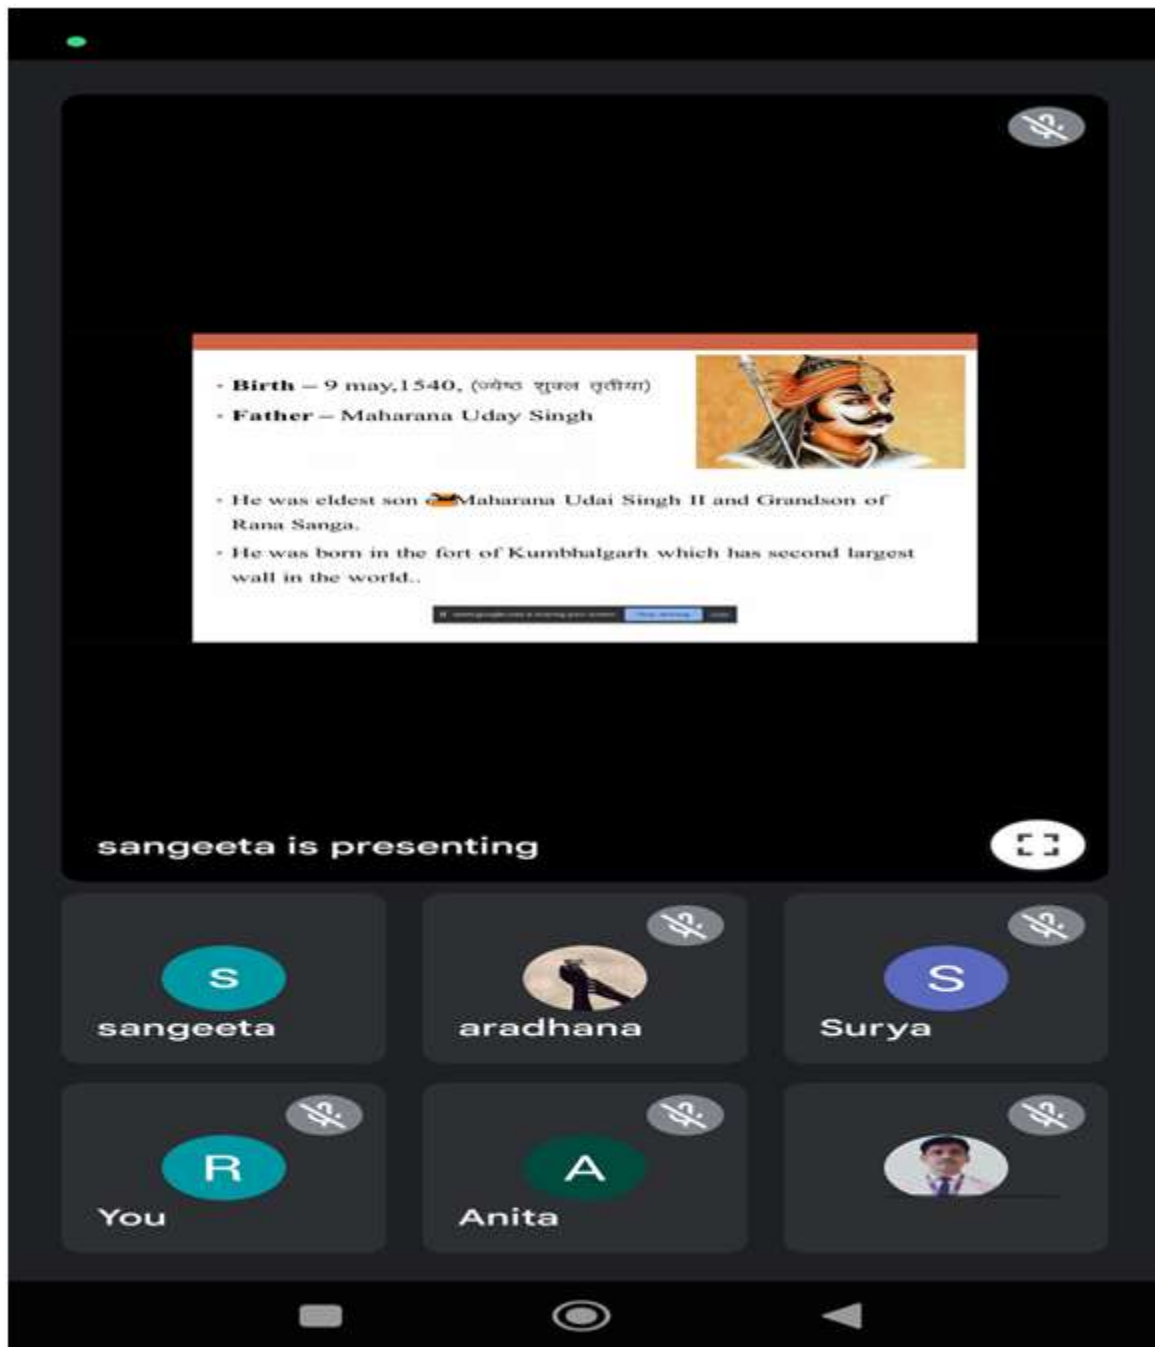 • Birth – 9 may,1540, (ज्येष्ठ शुक्ल तृतीया)
• Father – Maharana Uday Singh
• He was eldest son Maharana Udai Singh II and Grandson of
Rana Sanga.
• He was born in the fort of Kumbhalgarh which has second largest
wall in the world..
sangeeta is presenting
s
sangeeta
aradhana
S
Surya
R
You
A
Anita